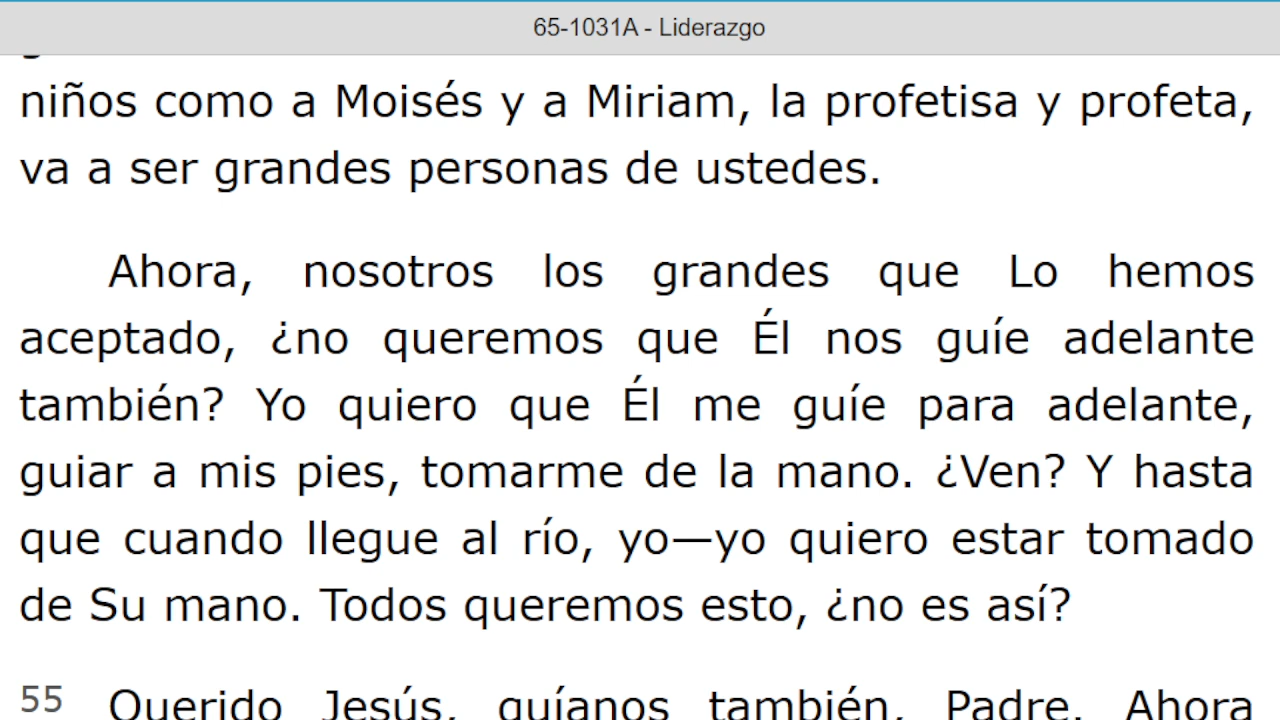 65-1031A - Liderazgo
niños como a Moisés y a Miriam, la profetisa y profeta,
va a ser grandes personas de ustedes.
Ahora, nosotros los grandes que Lo hemos
aceptado, ¿no queremos que Él nos guíe adelante
también? Yo quiero que Él me guíe para adelante,
guiar a mis pies, tomarme de la mano. ¿Ven? Y hasta
que cuando llegue al río, yo—yo quiero estar tomado
de Su mano. Todos queremos esto, ¿no es así?
55 Querido Jesús, guíanos también, Padre. Ahora